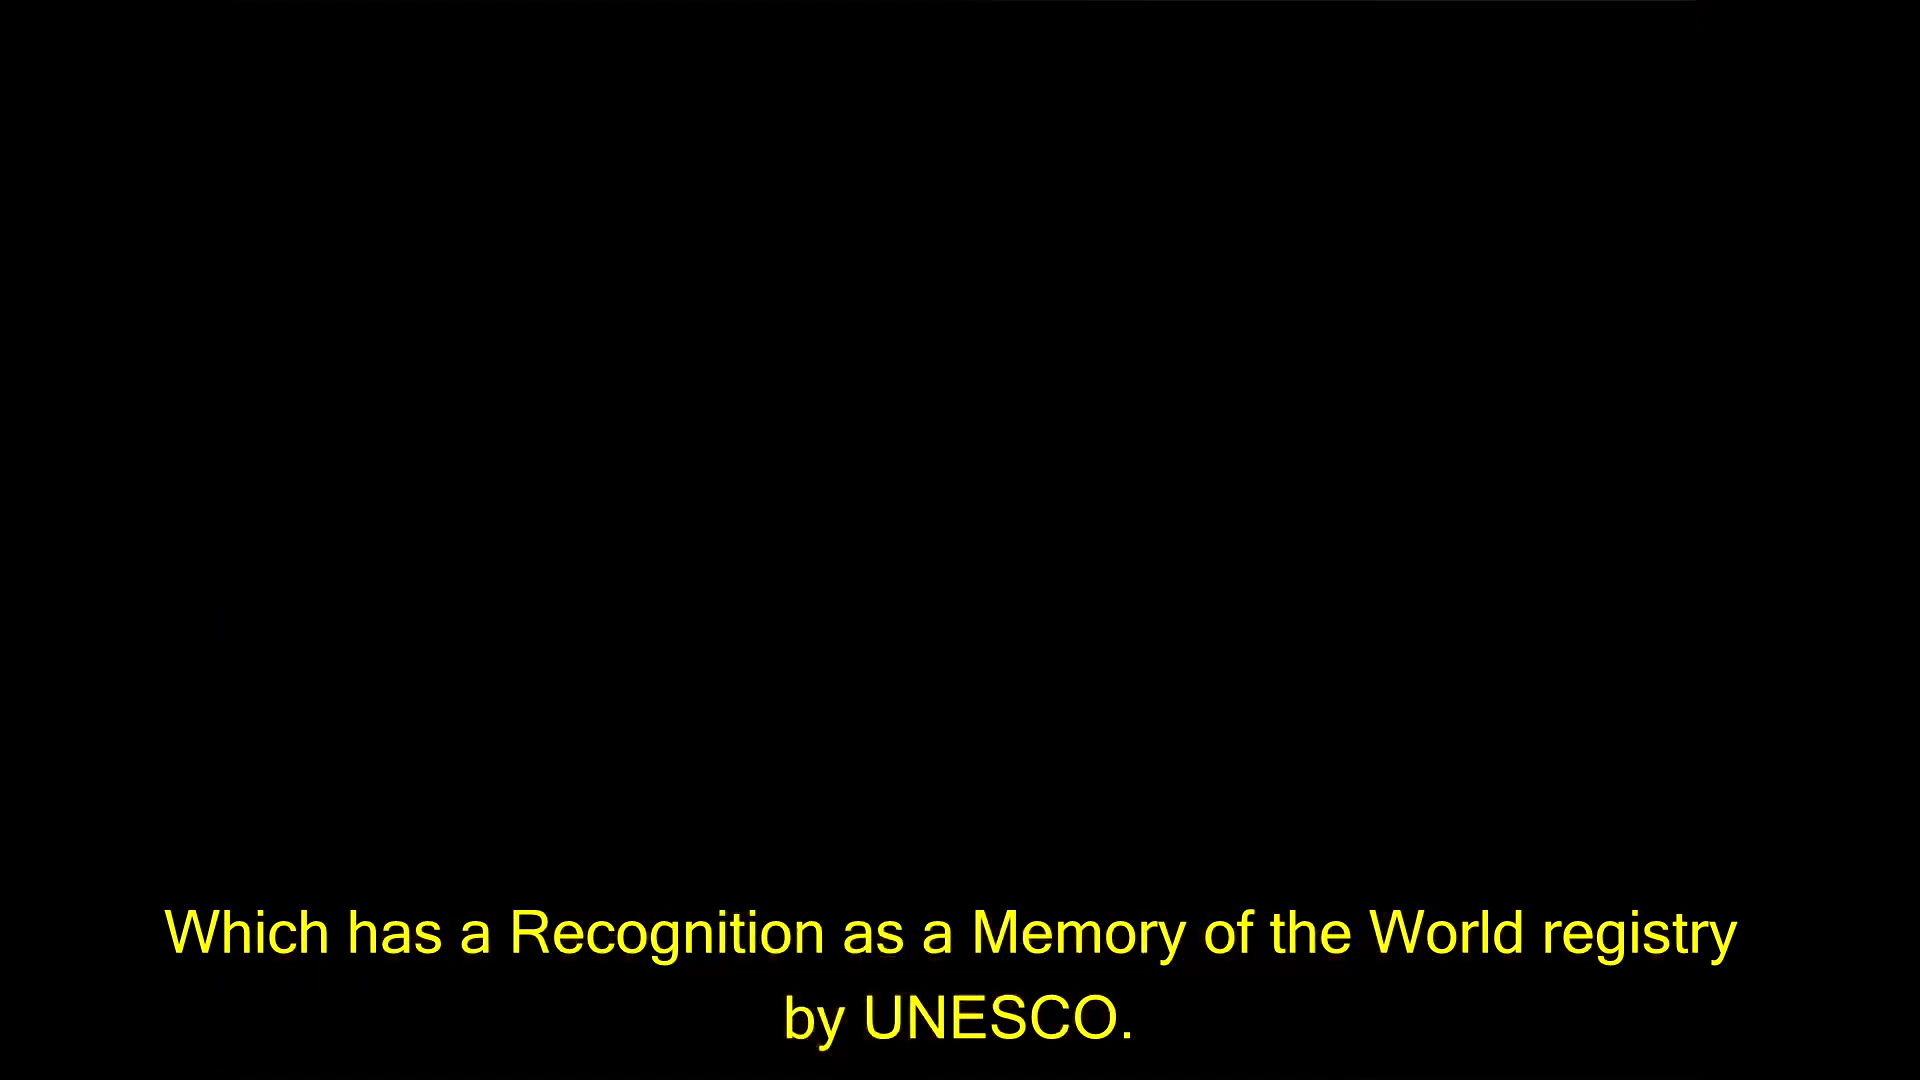 Which has a Recognition as a Memory of the World registry
by UNESCO.